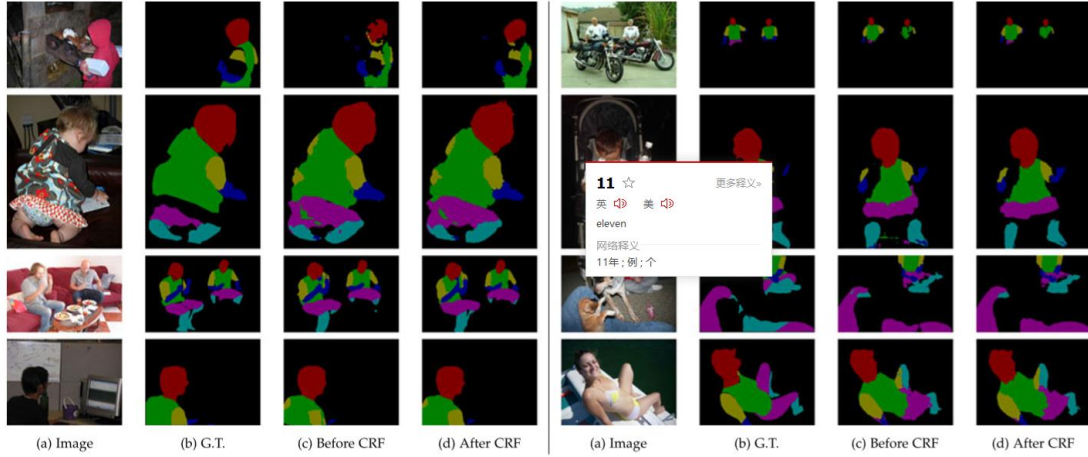 11 ☆ 更多释义»
英 美
eleven
网络释义
11年 ; 例 ; 个
(a) Image (b) G.T. (c) Before CRF (d) After CRF (a) Image (b) G.T. (c) Before CRF (d) After CRF